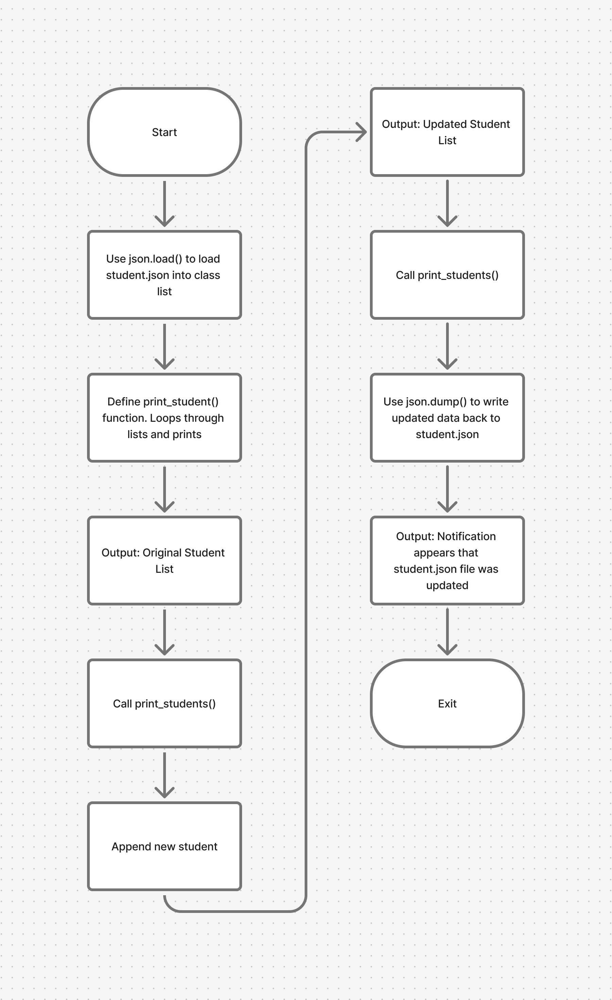 Start
Use json.load() to load
student.json into class
list
Define print_student()
function. Loops through
lists and prints
Output: Original Student
List
Call print_students()
Append new student
Output: Updated Student
List
Call print_students()
Use json.dump() to write
updated data back to
student.json
Output: Notification
appears that
student.json file was
updated
Exit